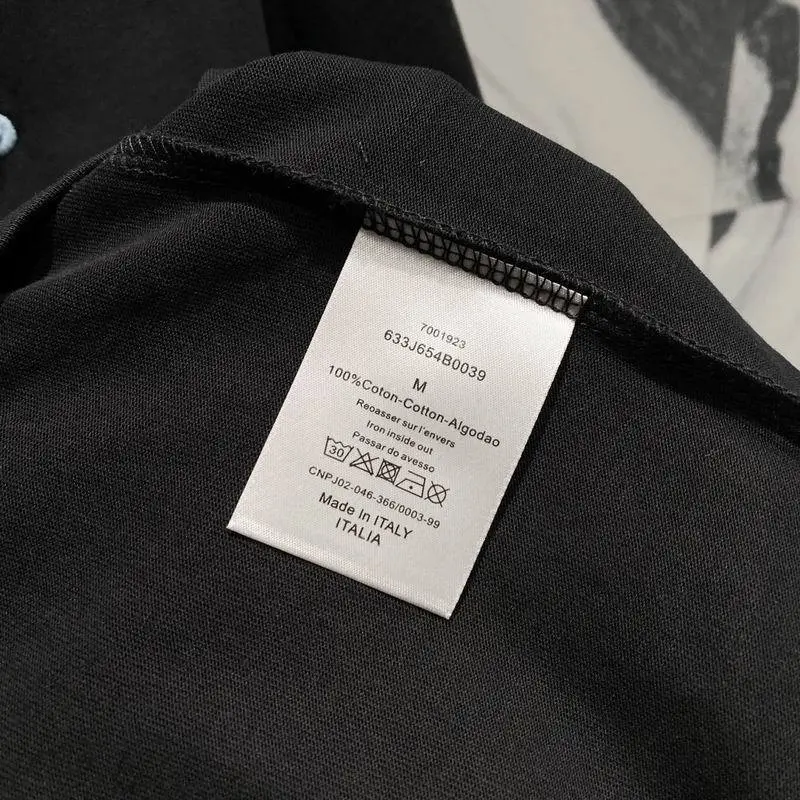 7001923
633J654B0039
M
100%Coton-Cotton-Algodao
Reoasser sur l'envers
Iron inside out
Passar do avesso
30
CNPJ02-046-366/0003-99
Made In ITALY
ITALIA